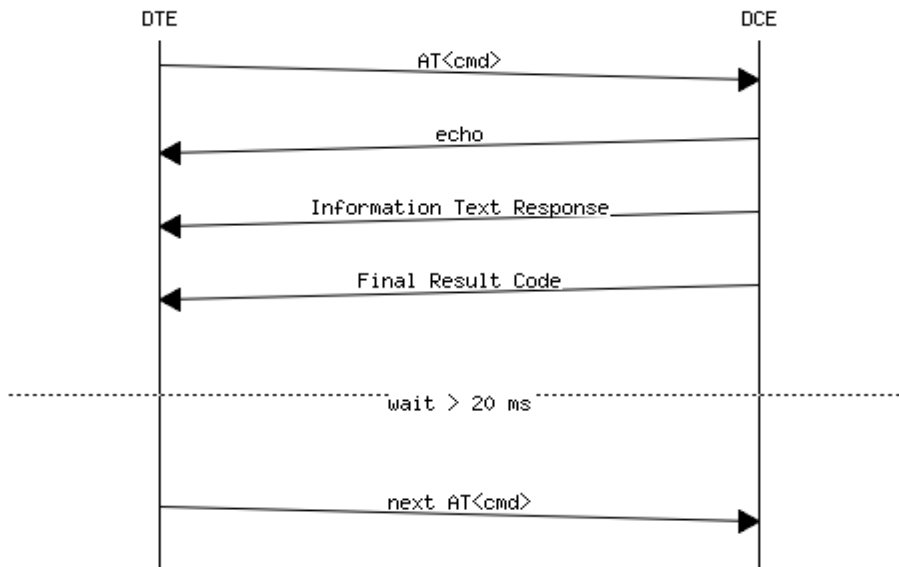 DTE DCE
AT<cmd>
echo
Information Text Response
Final Result Code
wait > 20 ms
next AT<cmd>